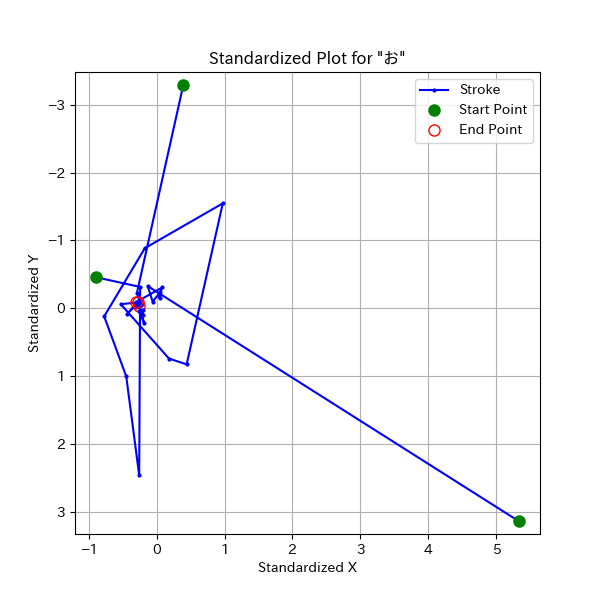 Standardized Plot for "お"
Stroke
Start Point
End Point
Standardized Y
−3
−2
−1
0
1
2
3
−1 0 1 2 3 4 5
Standardized X